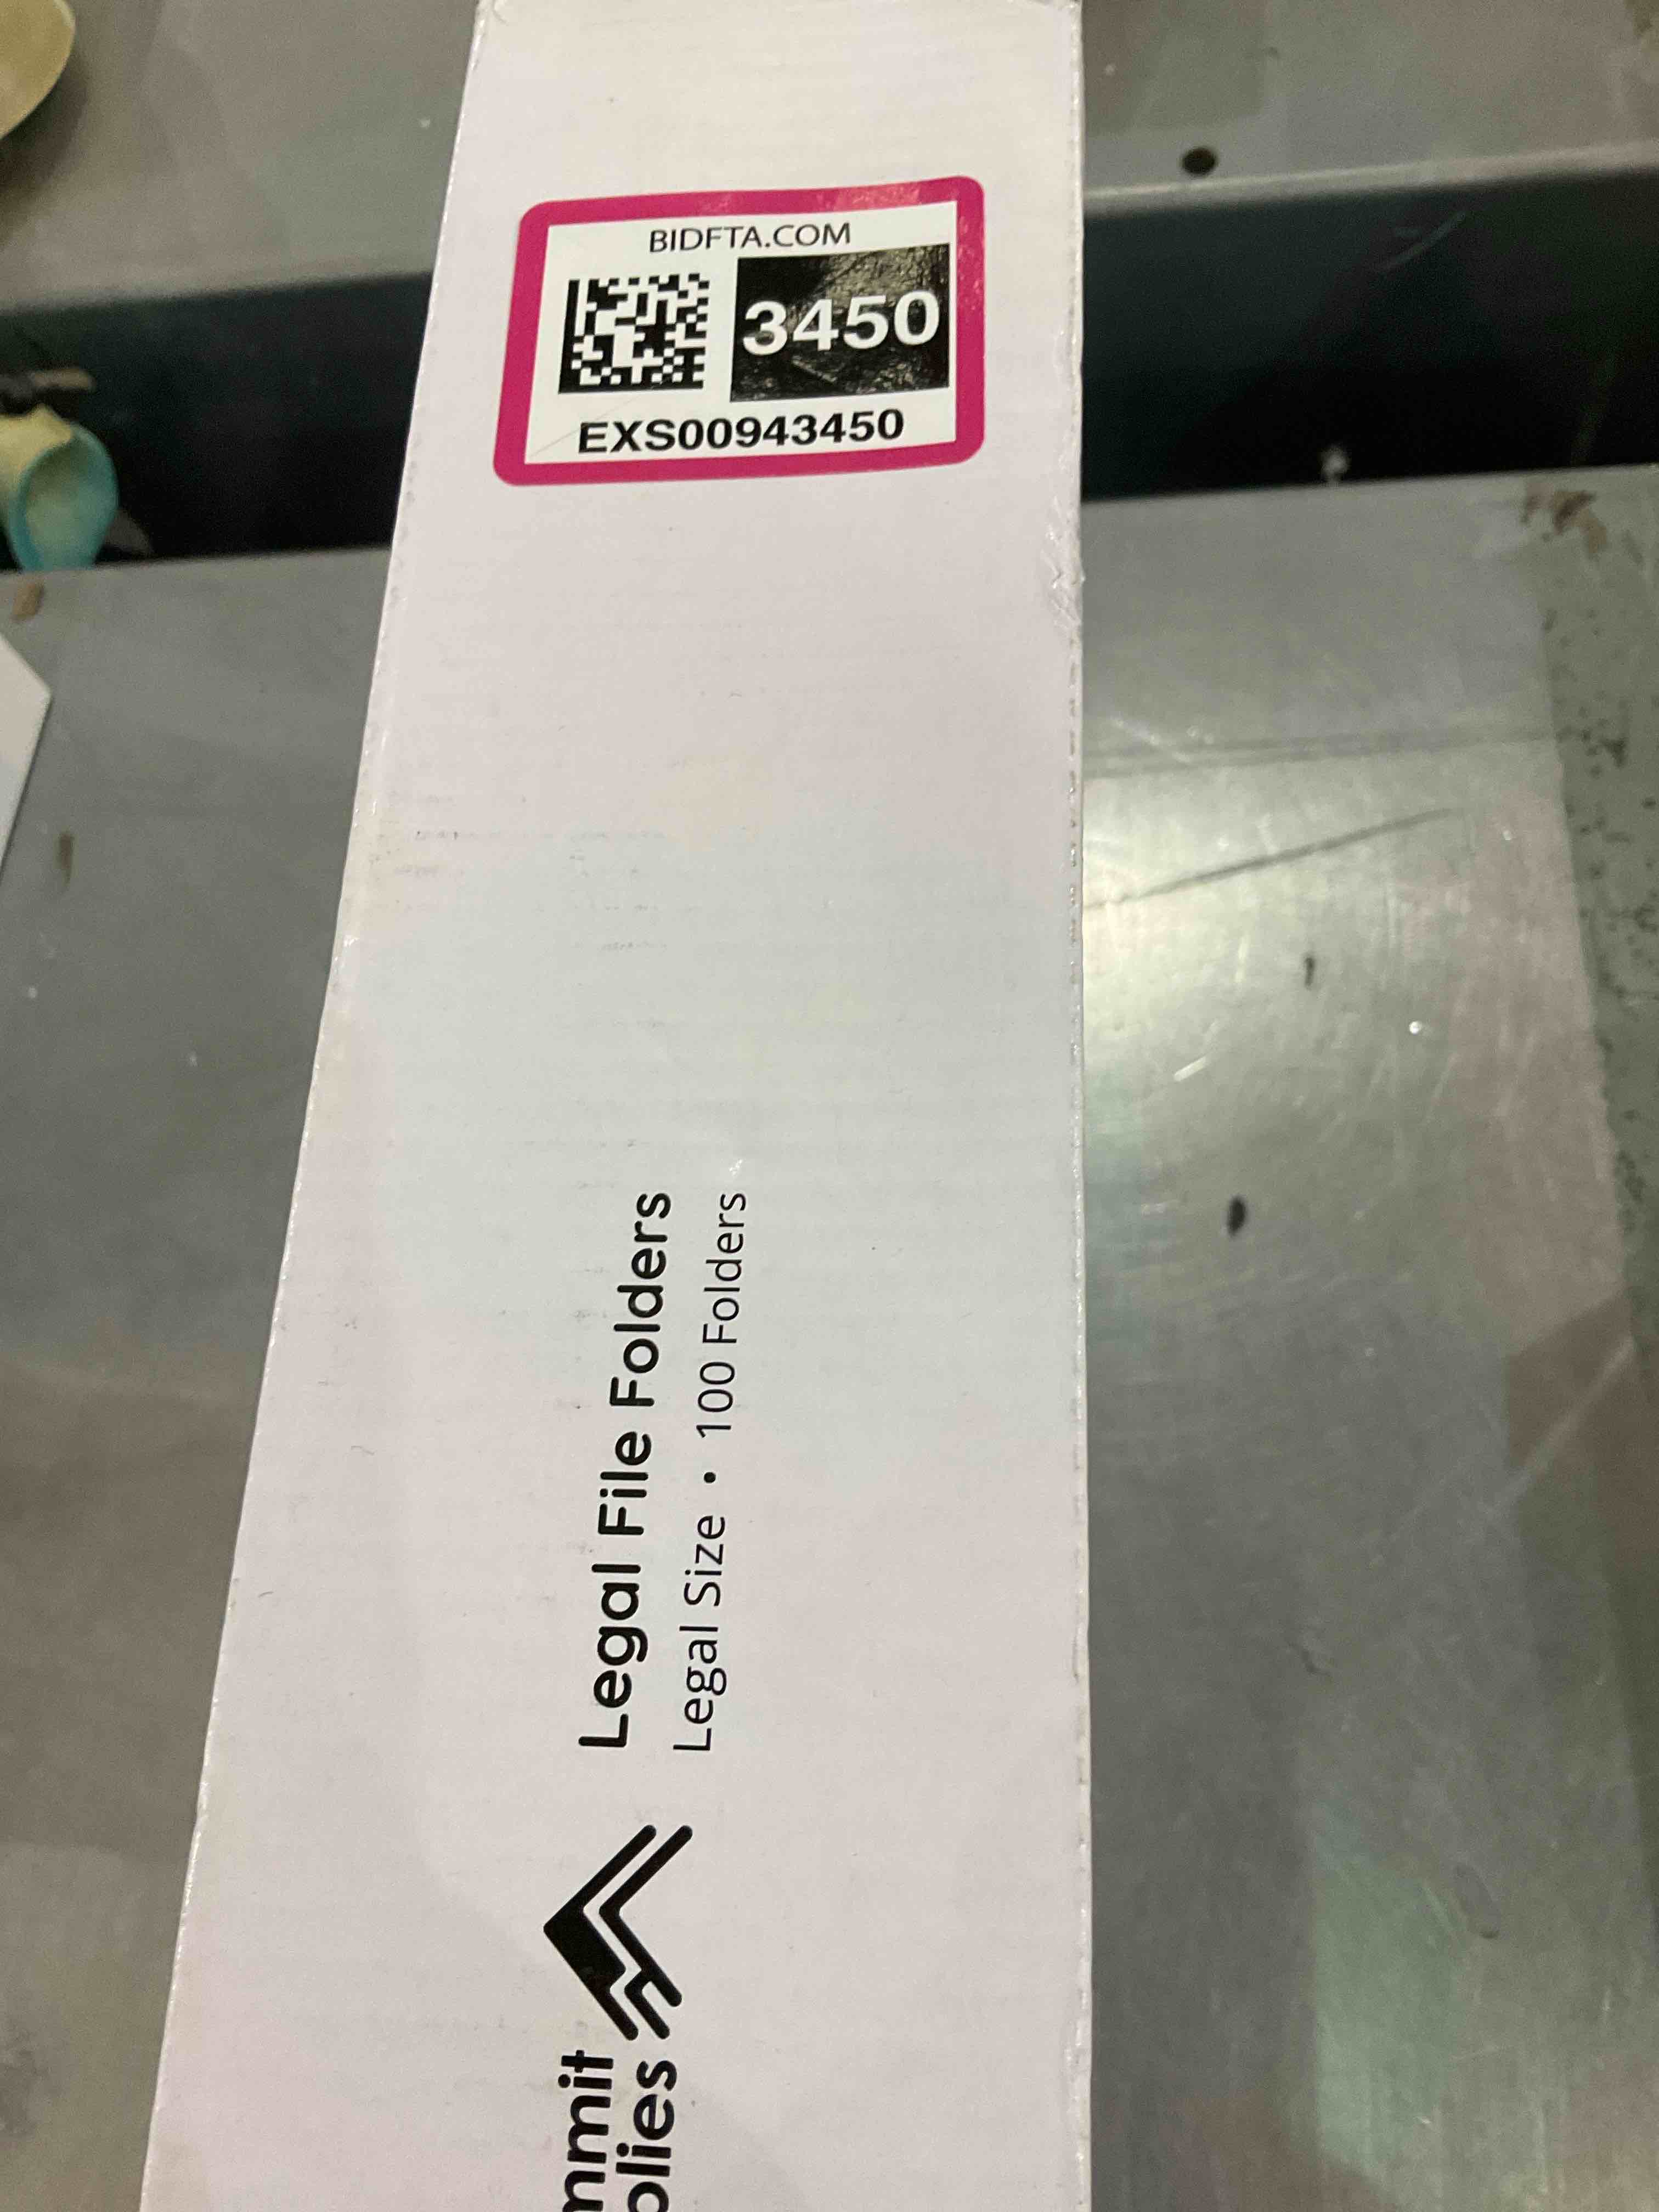 BIDFTA.COM
3450
EXS00943450
Legal File Folders
Legal Size • 100 Folders
mmit
plies